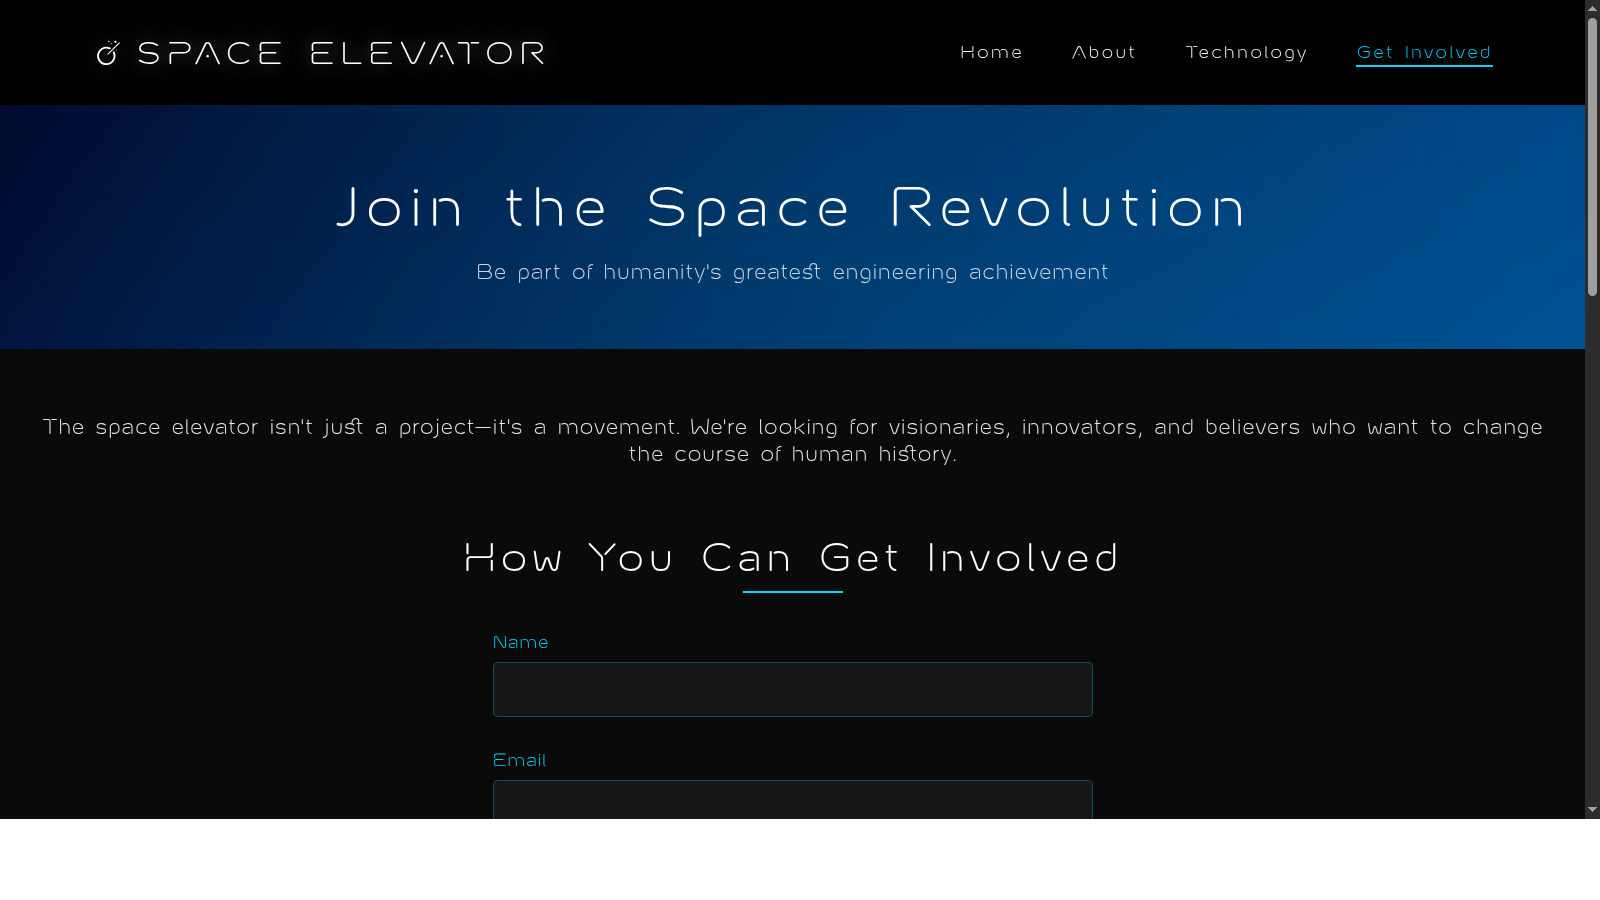 SPACE ELEVATOR
Home
About
Technology
Get Involved
Join the Space Revolution
Be part of humanity's greatest engineering achievement
The space elevator isn't just a project—it's a movement. We're looking for visionaries, innovators, and believers who want to change
the course of human history.
How You Can Get Involved
Name
Email